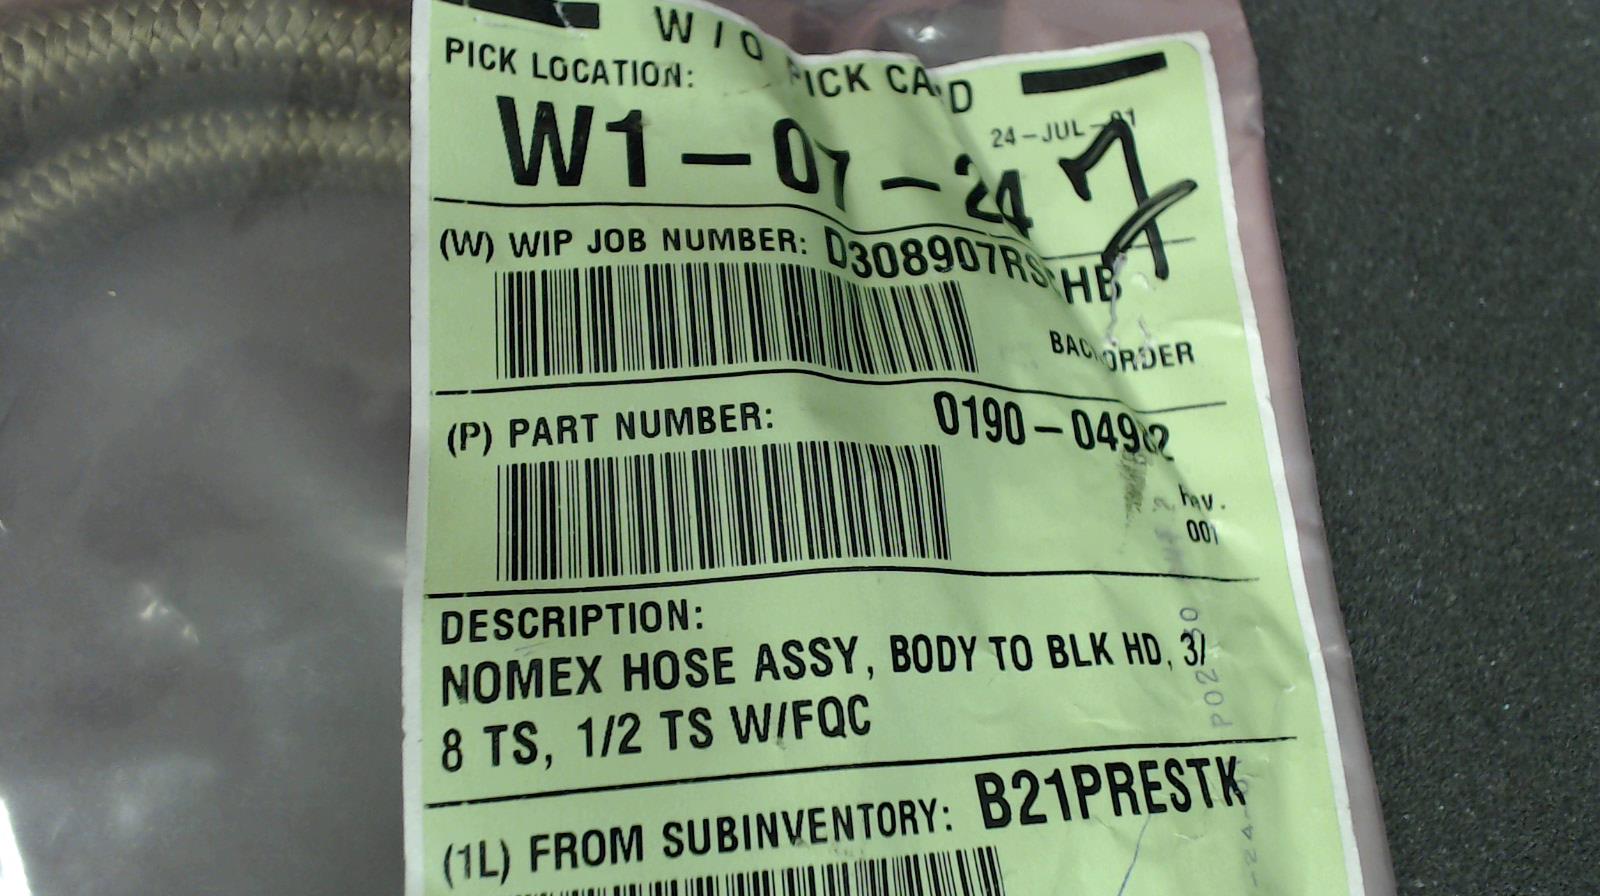 W/O PICK CARD
PICK LOCATION:
24-JUL-01
W1-07-24
7
(W) WIP JOB NUMBER:
BACKORDER
(P) PART NUMBER:
Rev.
001
DESCRIPTION:
NOMEX HOSE ASSY, BODY TO BLK HD, 3/
8 TS, 1/2 TS W/FQC
(1L) FROM SUBINVENTORY: B21PRESTK